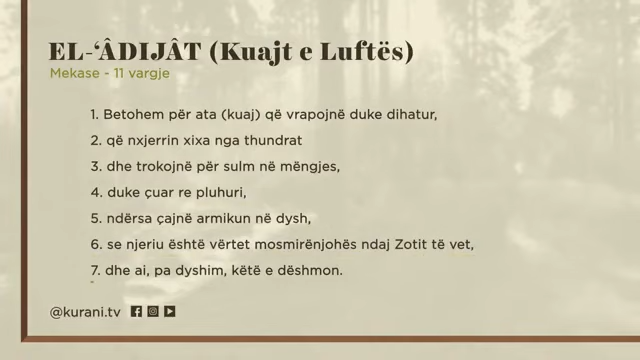 EL-‘ÂDIJÂT (Kuajt e Luftës)
Mekase - 11 vargje
1. Betohem për ata (kuaj) që vrapojnë duke dihatur,
2. që nxjerrin xixa nga thundrat
3. dhe trokojnë për sulm në mëngjes,
4. duke çuar re pluhuri,
5. ndërsa çajnë armikun në dysh,
6. se njeriu është vërtet mosmirënjohës ndaj Zotit të vet,
7. dhe ai, pa dyshim, këtë e dëshmon.
@kurani.tv